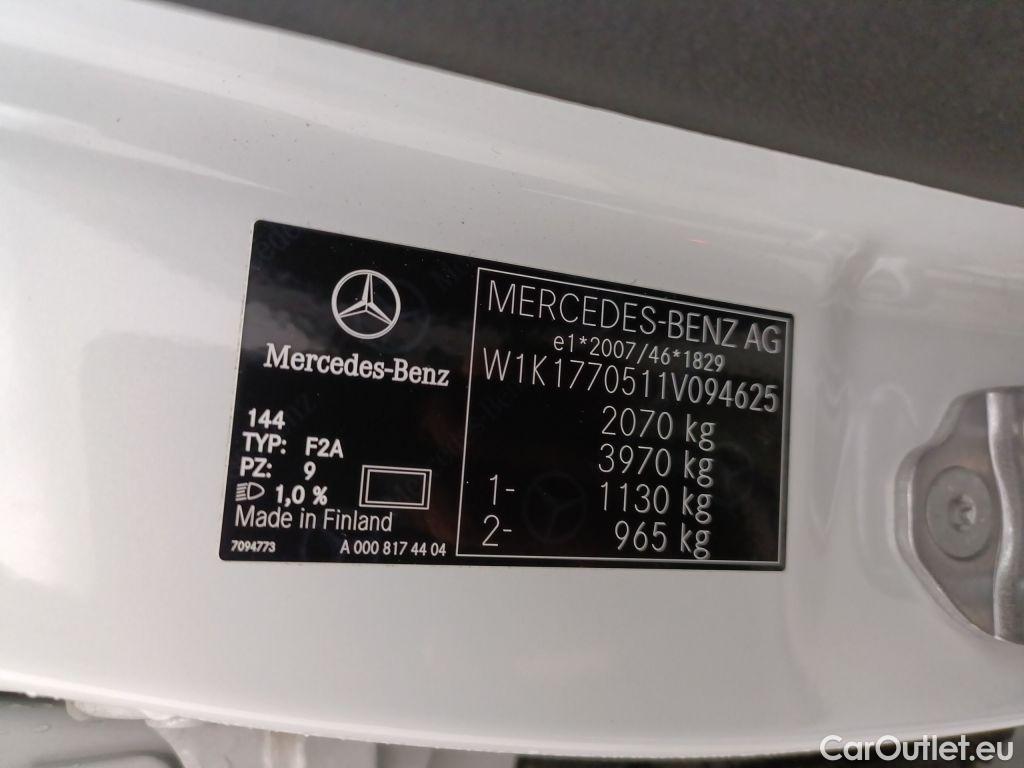 Mercedes-Benz
144
TYP: F2A
PZ: 9
1,0 %
Made in Finland
7094773 A 000 817 44 04
MERCEDES-BENZ AG
e1*2007/46*1829
W1K1770511V094625
2070 kg
3970 kg
1- 1130 kg
2- 965 kg
CarOutlet.eu